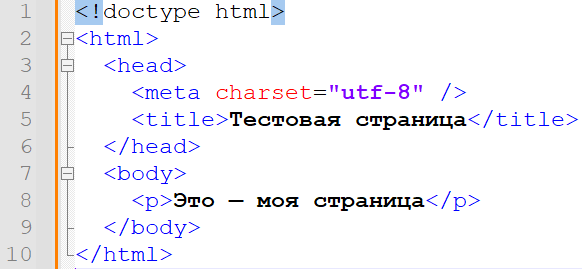 1 <!doctype html>
2 <html>
3 <head>
4 <meta charset="utf-8" />
5 <title>Тестовая страница</title>
6 </head>
7 <body>
8 <p>Это — моя страница</p>
9 </body>
10 </html>